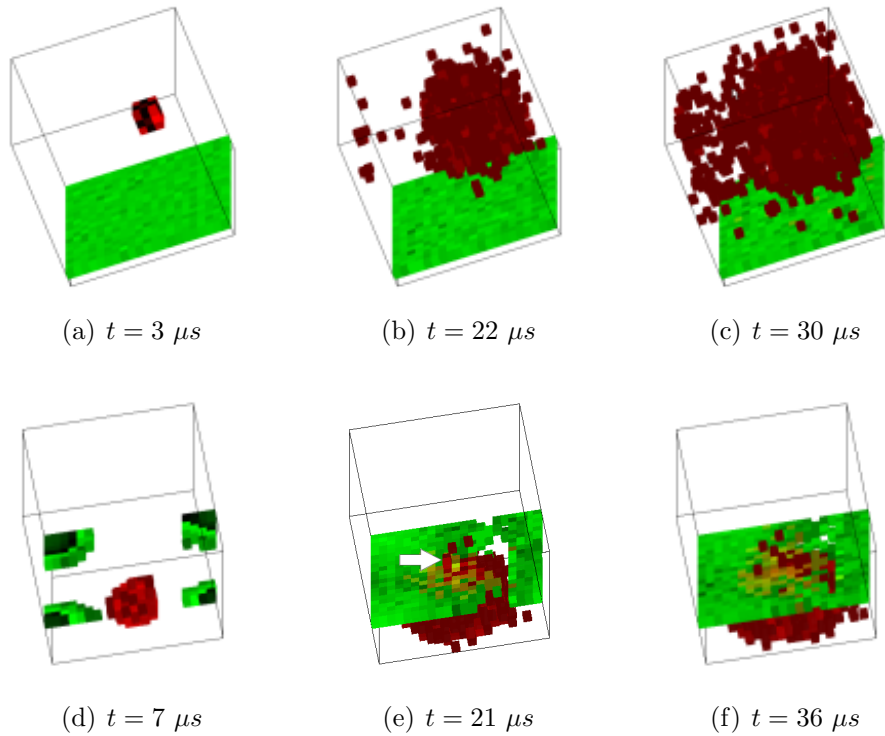 (a) t = 3 μs
(b) t = 22 μs
(c) t = 30 μs
(d) t = 7 μs
(e) t = 21 μs
(f) t = 36 μs